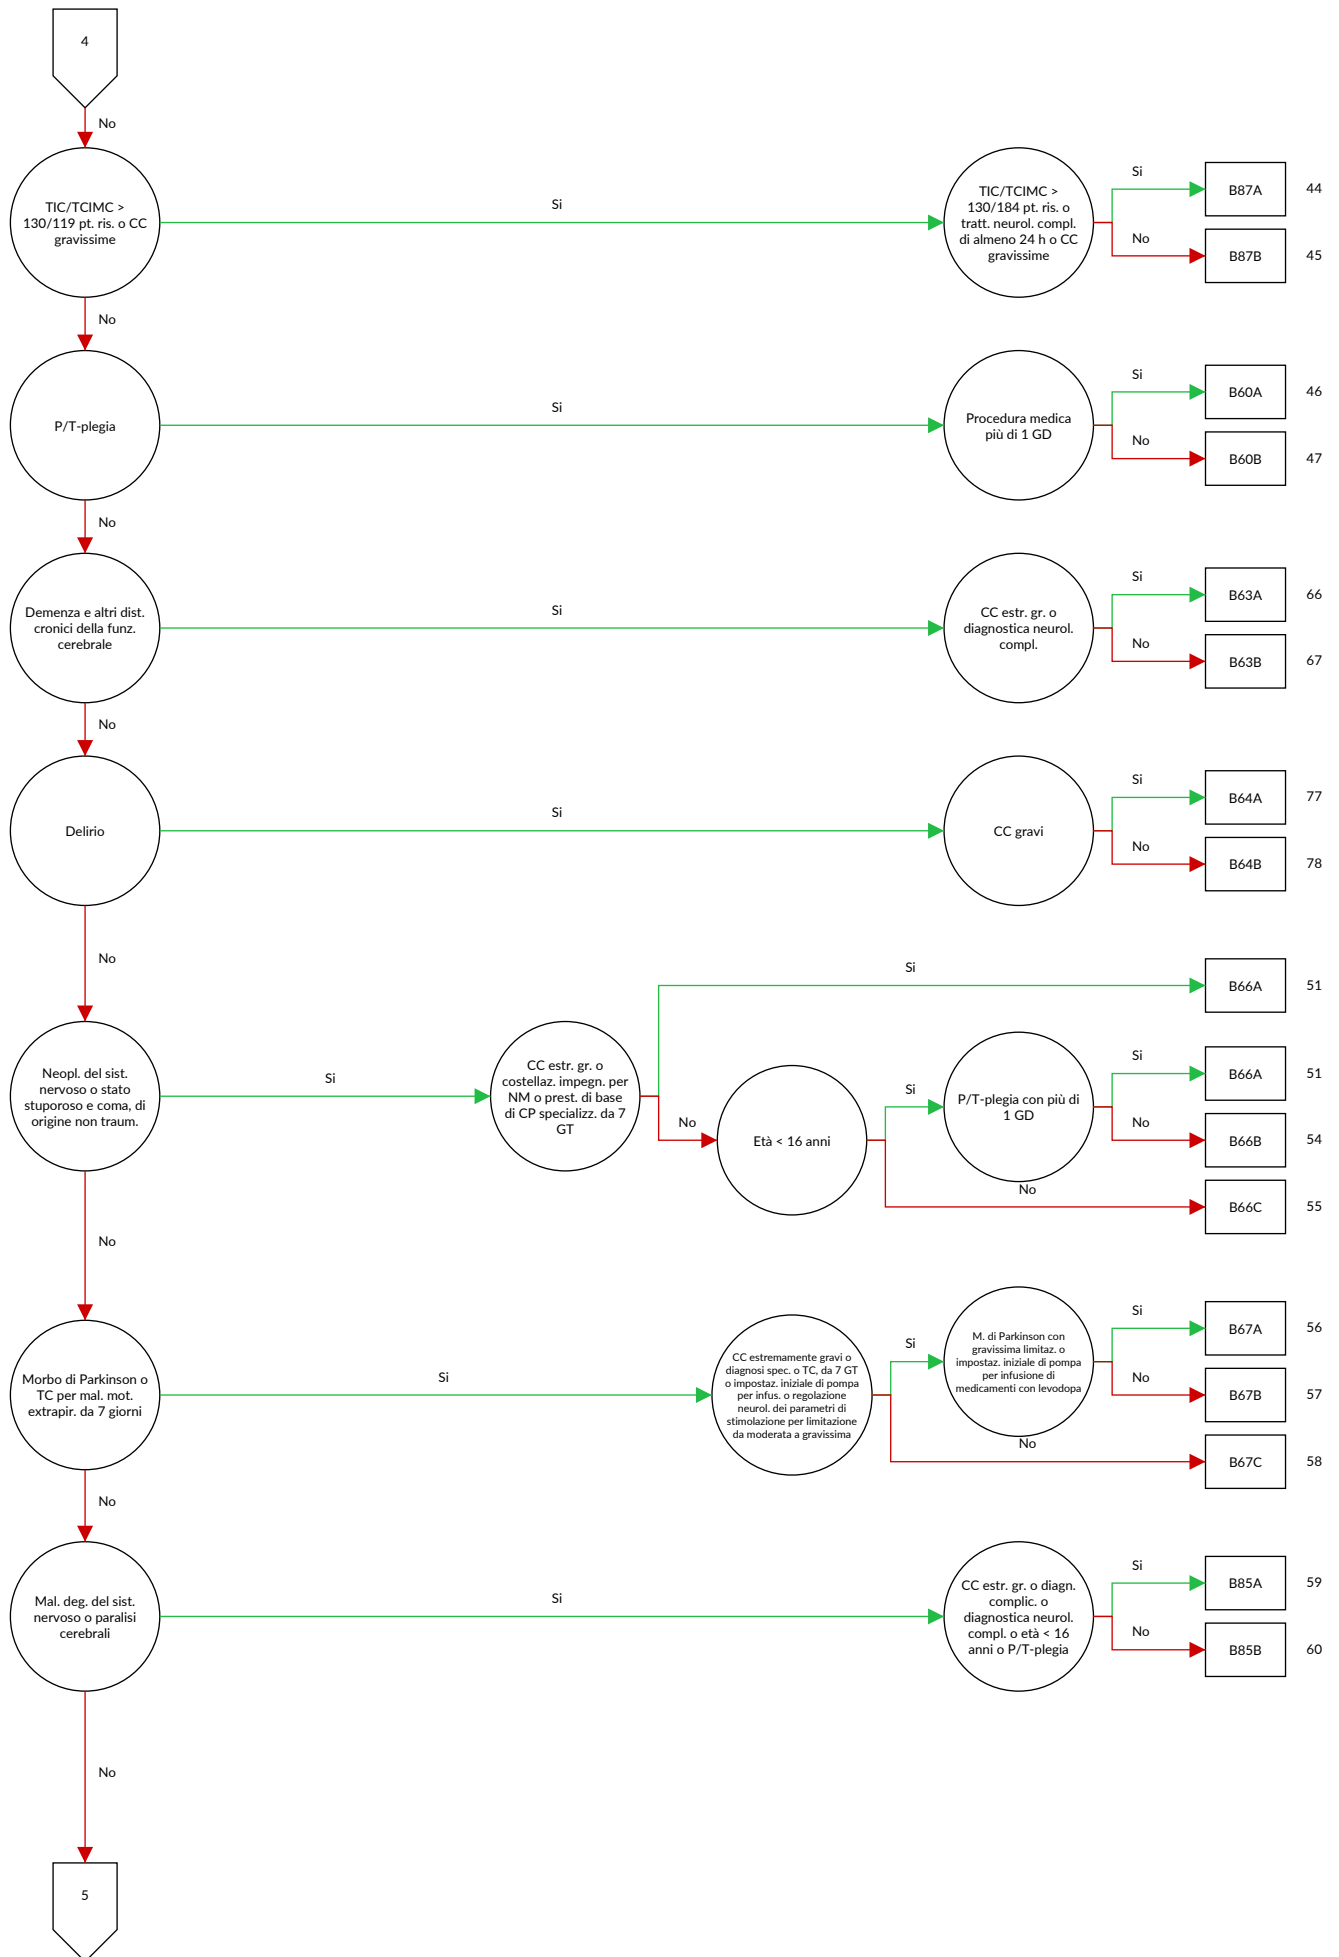 4
No
TIC/TCIMC >
130/119 pt. ris. o CC
gravissime
Si
TIC/TCIMC >
130/184 pt. ris. o
tratt. neurol. compl.
di almeno 24 h o CC
gravissime
Si
B87A
44
No
B87B
45
No
P/T-plegia
Si
Procedura medica
più di 1 GD
Si
B60A
46
No
B60B
47
No
Demenza e altri dist.
cronici della funz.
cerebrale
Si
CC estr. gr. o
diagnostica neurol.
compl.
Si
B63A
66
No
B63B
67
No
Delirio
Si
CC gravi
Si
B64A
77
No
B64B
78
No
Neopl. del sist.
nervoso o stato
stuporoso e coma, di
origine non traum.
Si
CC estr. gr. o
costellaz. impegn. per
NM o prest. di base
di CP specializz. da 7
GT
Si
B66A
51
No
Età < 16 anni
Si
P/T-plegia con più di
1 GD
Si
B66A
51
No
B66B
54
No
B66C
55
No
Morbo di Parkinson o
TC per mal. mot.
extrapir. da 7 giorni
Si
CC estremamente gravi o
diagnosi spec. o TC, da 7 GT
o impostaz. iniziale di pompa
per infus. o regolazione
neurol. dei parametri di
stimolazione per limitazione
da moderata a gravissima
Si
M. di Parkinson con
gravissima limitaz. o
impostaz. iniziale di pompa
per infusione di
medicamenti con levodopa
Si
B67A
56
No
B67B
57
No
B67C
58
No
Mal. deg. del sist.
nervoso o paralisi
cerebrali
Si
CC estr. gr. o diagn.
complic. o
diagnostica neurol.
compl. o età < 16
anni o P/T-plegia
Si
B85A
59
No
B85B
60
No
5